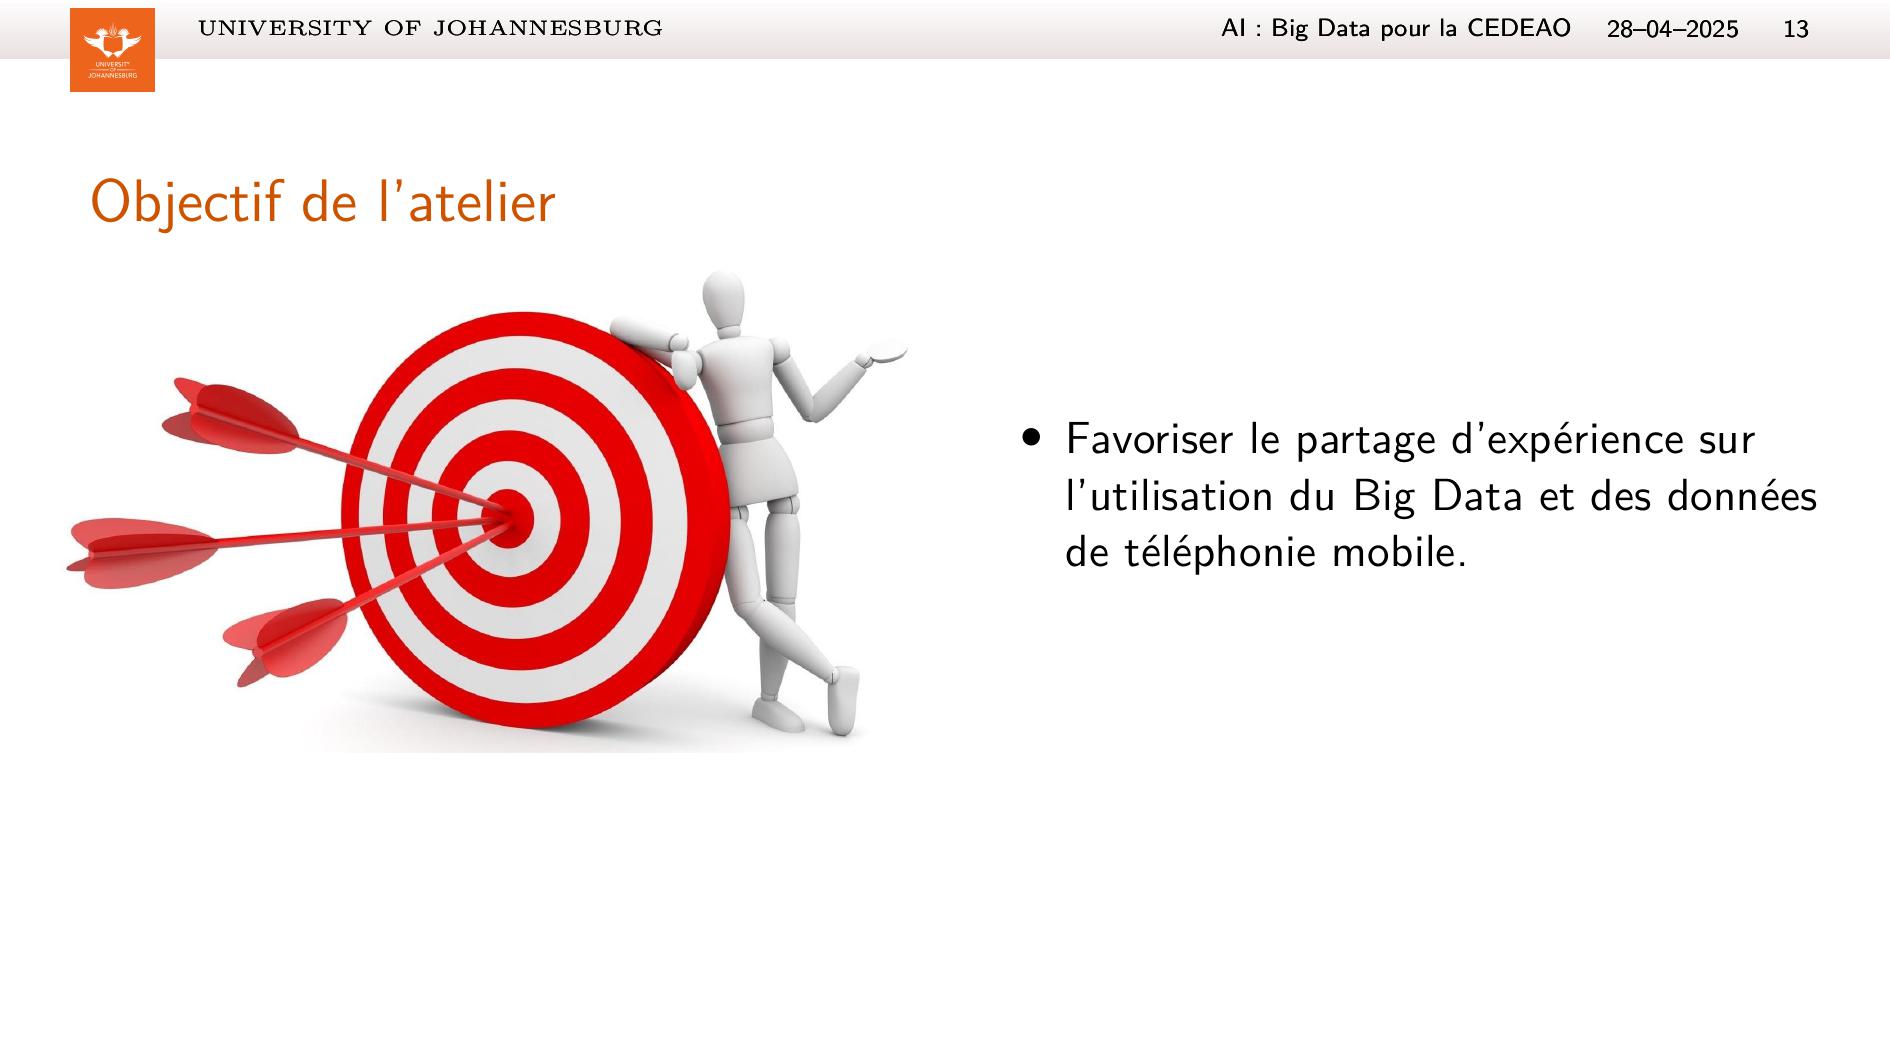 UNIVERSITY OF JOHANNESBURG
AI : Big Data pour la CEDEAO 28–04–2025 13
UNIVERSITY
OF
JOHANNESBURG
Objectif de l'atelier
• Favoriser le partage d'expérience sur
l'utilisation du Big Data et des données
de téléphonie mobile.